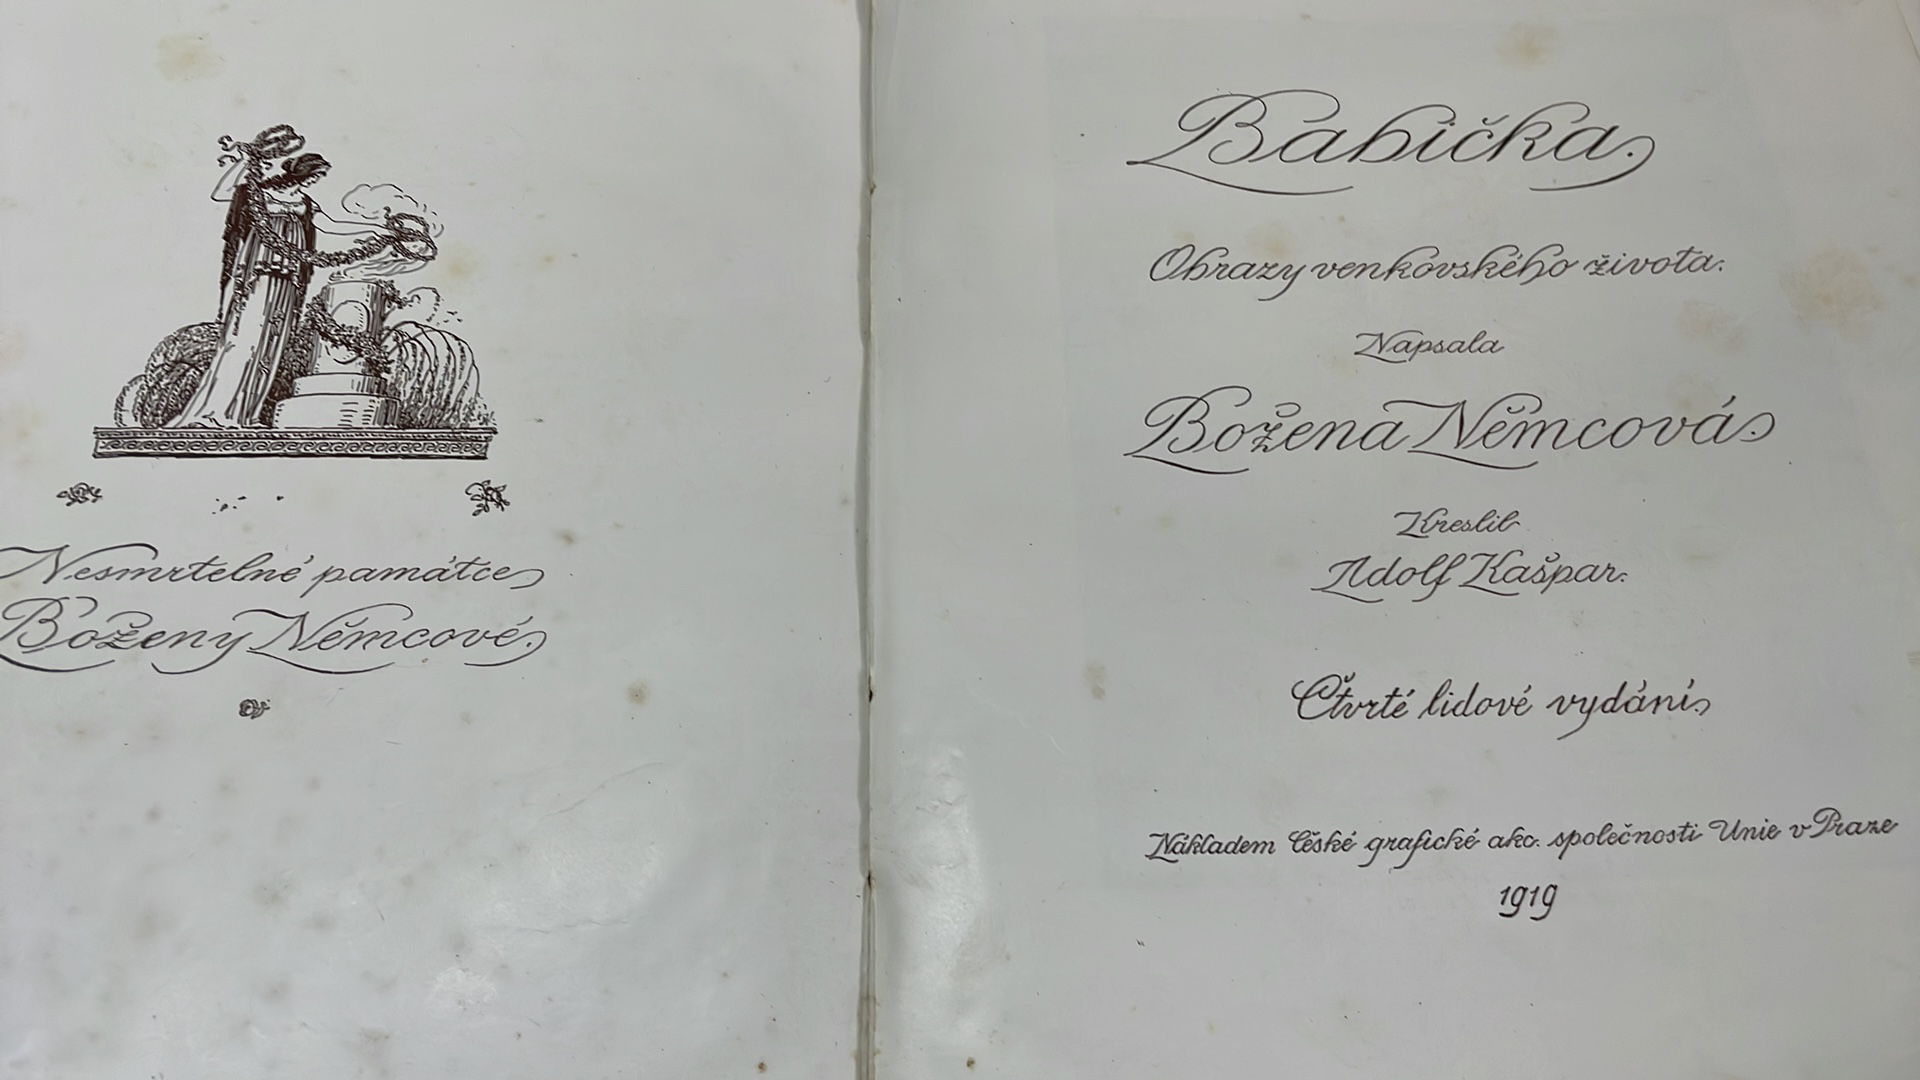 Nesmrtelné památce
Boženy Němcové.
Babička.
Obrazy venkovského života.
Napsala
Božena Němcová.
Kreslil
Adolf Kašpar.
Čtvrté lidové vydání
Nákladem České grafické akc. společnosti Unie v Praze
1919